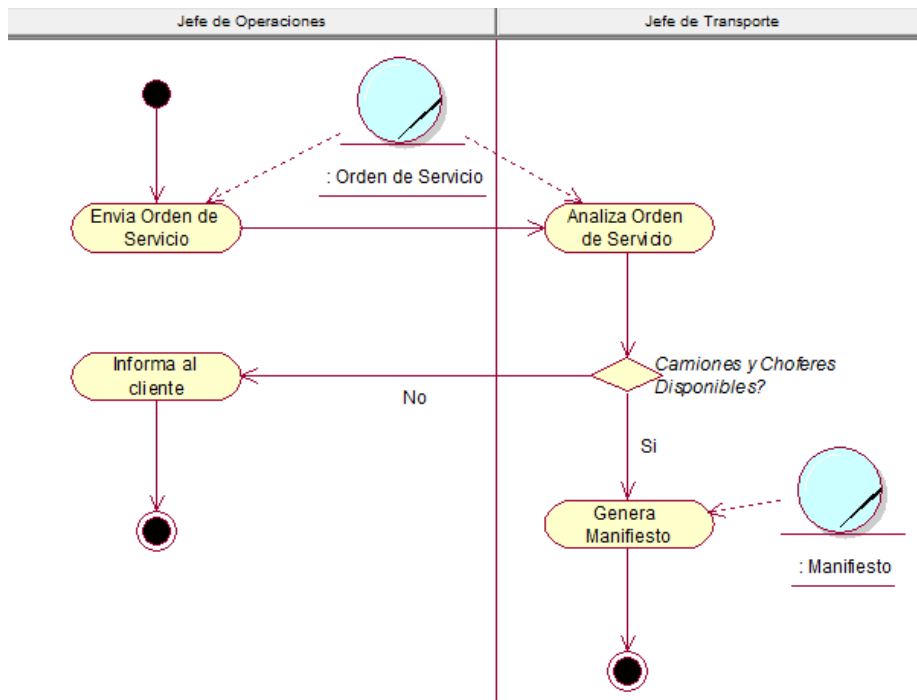 Jefe de Operaciones
Jefe de Transporte
: Orden de Servicio
Envia Orden de
Servicio
Analiza Orden
de Servicio
Informa al
cliente
Camiones y Choferes
Disponibles?
No
Si
Genera
Manifiesto
: Manifiesto